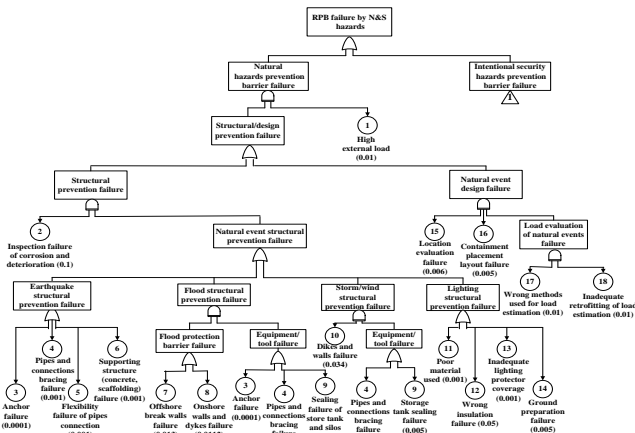 RPB failure by N&S
hazards
Natural
hazards prevention
barrier failure
Intentional security
hazards prevention
barrier failure
1
Structural/design
prevention failure
1
High
external load
(0.01)
Structural
prevention failure
Natural event
design failure
2
Inspection failure
of corrosion and
deterioration (0.1)
Natural event structural
prevention failure
15
Location
evaluation
failure
(0.006)
16
Containment
placement
layout failure
(0.005)
Load evaluation
of natural events
failure
17
Wrong methods
used for load
estimation (0.01)
18
Inadequate
retrofitting of load
estimation (0.01)
Earthquake
structural
prevention failure
Flood structural
prevention failure
Storm/wind
structural
prevention failure
Lighting
structural
prevention failure
3
Anchor
failure
(0.0001)
4
Pipes and
connections
bracing
failure
(0.001)
5
Flexibility
failure of pipes
connection
6
Supporting
structure
(concrete,
scaffolding)
failure (0.001)
Flood protection
barrier failure
Equipment/
tool failure
10
Dikes and
walls failure
(0.034)
Equipment/
tool failure
11
Poor
material
used (0.001)
12
Wrong
insulation
failure (0.05)
13
Inadequate
lighting
protector
coverage
(0.001)
14
Ground
preparation
failure
(0.005)
7
Offshore
break walls
failure
8
Onshore
walls and
dykes failure
3
Anchor
failure
(0.0001)
4
Pipes and
connections
bracing
failure
9
Sealing
failure of
store tank
and silos
4
Pipes and
connections
bracing
failure
9
Storage
tank sealing
failure
(0.005)